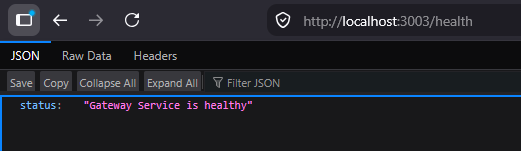 http://localhost:3003/health
JSON Raw Data Headers
Save Copy Collapse All Expand All Filter JSON
status: "Gateway Service is healthy"